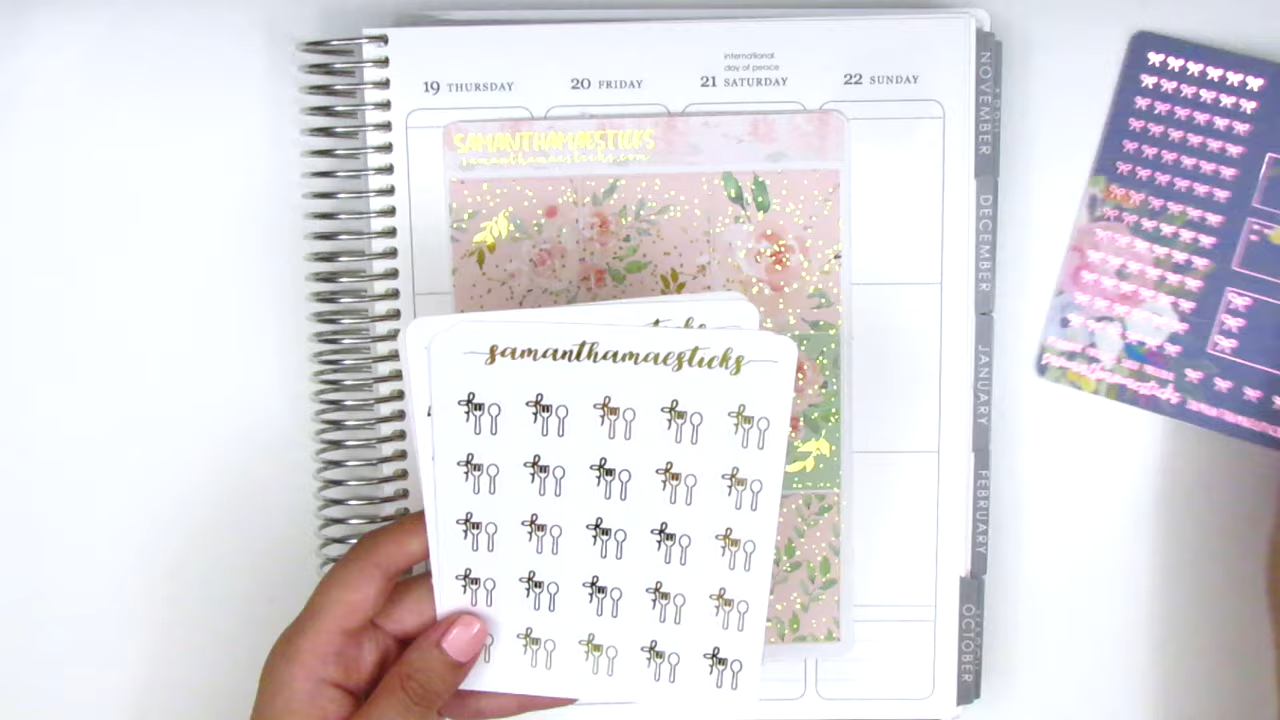 international
day of peace
19 THURSDAY
20 FRIDAY
21 SATURDAY
22 SUNDAY
SAMANTHAMAESTICKS
samanthamaesticks.com
samanthamaesticks
NOVEMBER
DECEMBER
JANUARY
FEBRUARY
OCTOBER